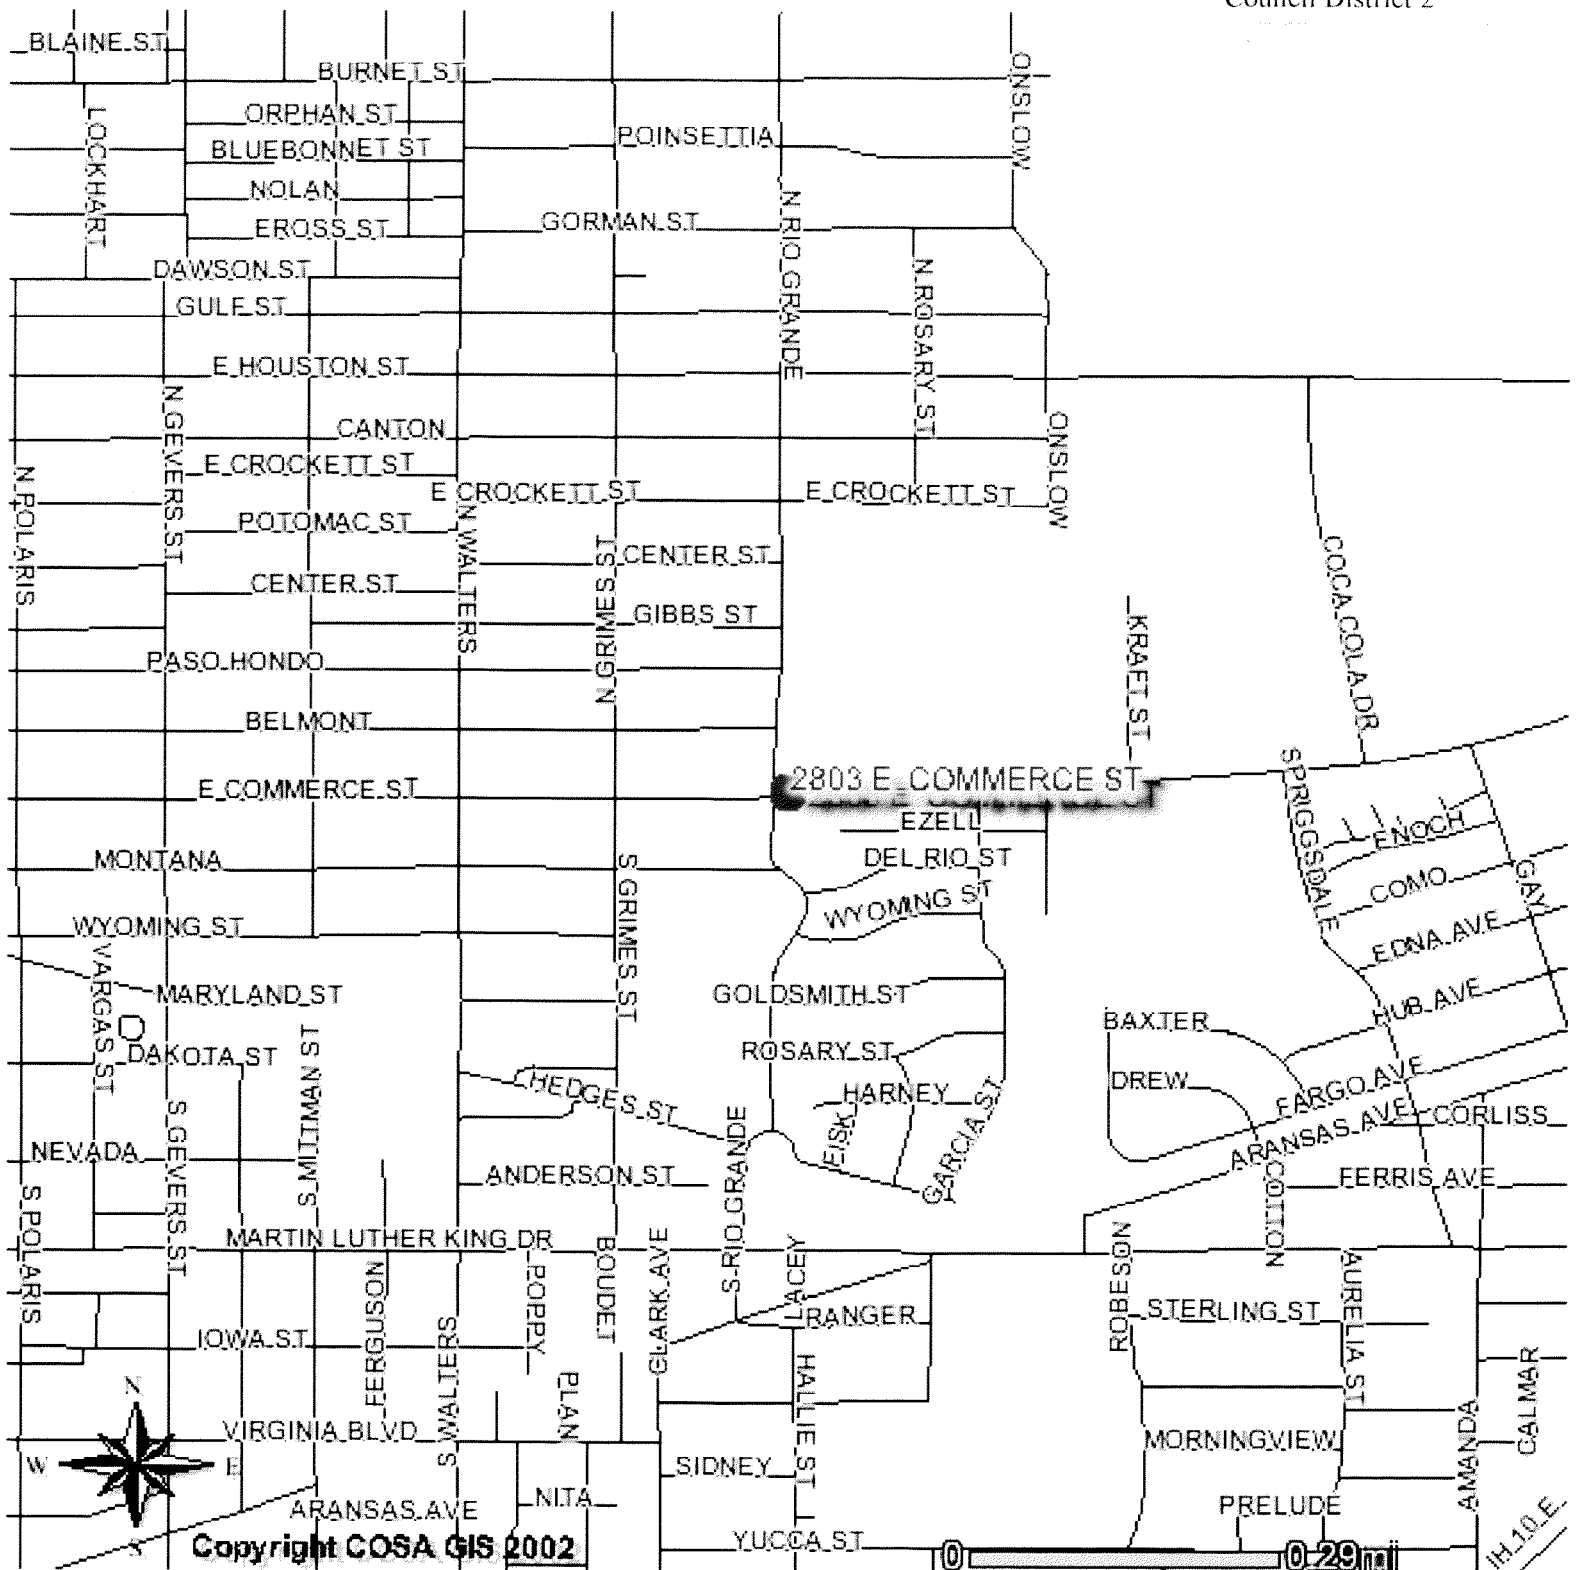 Council District 2
BLAINE ST
BURNET ST
ONSLOW
LOCKHART
ORPHAN ST
POINSETTIA
BLUEBONNET ST
NOLAN
N RIO GRANDE
GORMAN ST
EROSS ST
DAWSON ST
N ROSARY ST
GULF ST
E HOUSTON ST
N GEVERS ST
CANTON
ONSLOW
E CROCKETT ST
N POLARIS
E CROCKETT ST
E CROCKETT ST
POTOMAC ST
N WALTERS
N GRIMES ST
CENTER ST
COCA COLA DR
CENTER ST
GIBBS ST
KRAFT ST
PASO HONDO
BELMONT
SPRIGGSDALE
2803 E COMMERCE ST
E COMMERCE ST
EZELL
ENOCH
MONTANA
S GRIMES ST
DEL RIO ST
GAY
COMO
WYOMING ST
WYOMING ST
EDNA AVE
VARGAS ST
MARYLAND ST
GOLDSMITH ST
HUB AVE
BAXTER
S MITTMAN ST
DAKOTA ST
ROSARY ST
DREW
HEDGES ST
HARNEY
FARGO AVE
S GEVERS ST
EISK
GARCIA ST
ARANSAS AVE
CORLISS
NEVADA
S RIO GRANDE
COTTON
ANDERSON ST
FERRIS AVE
S POLARIS
MARTIN LUTHER KING DR
BOUDET
CLARK AVE
LACEY
ROBESON
AURELIA ST
FERGUSON
POPPY
RANGER
STERLING ST
IOWA ST
S WALTERS
HALLIE ST
CALMAR
N
PLAN
AMANDA
VIRGINIA BLVD
MORNINGVIEW
W
E
SIDNEY
NITA
ARANSAS AVE
PRELUDE
S
Copyright COSA GIS 2002
YUCCA ST
0
0.29mi
IH 10 E